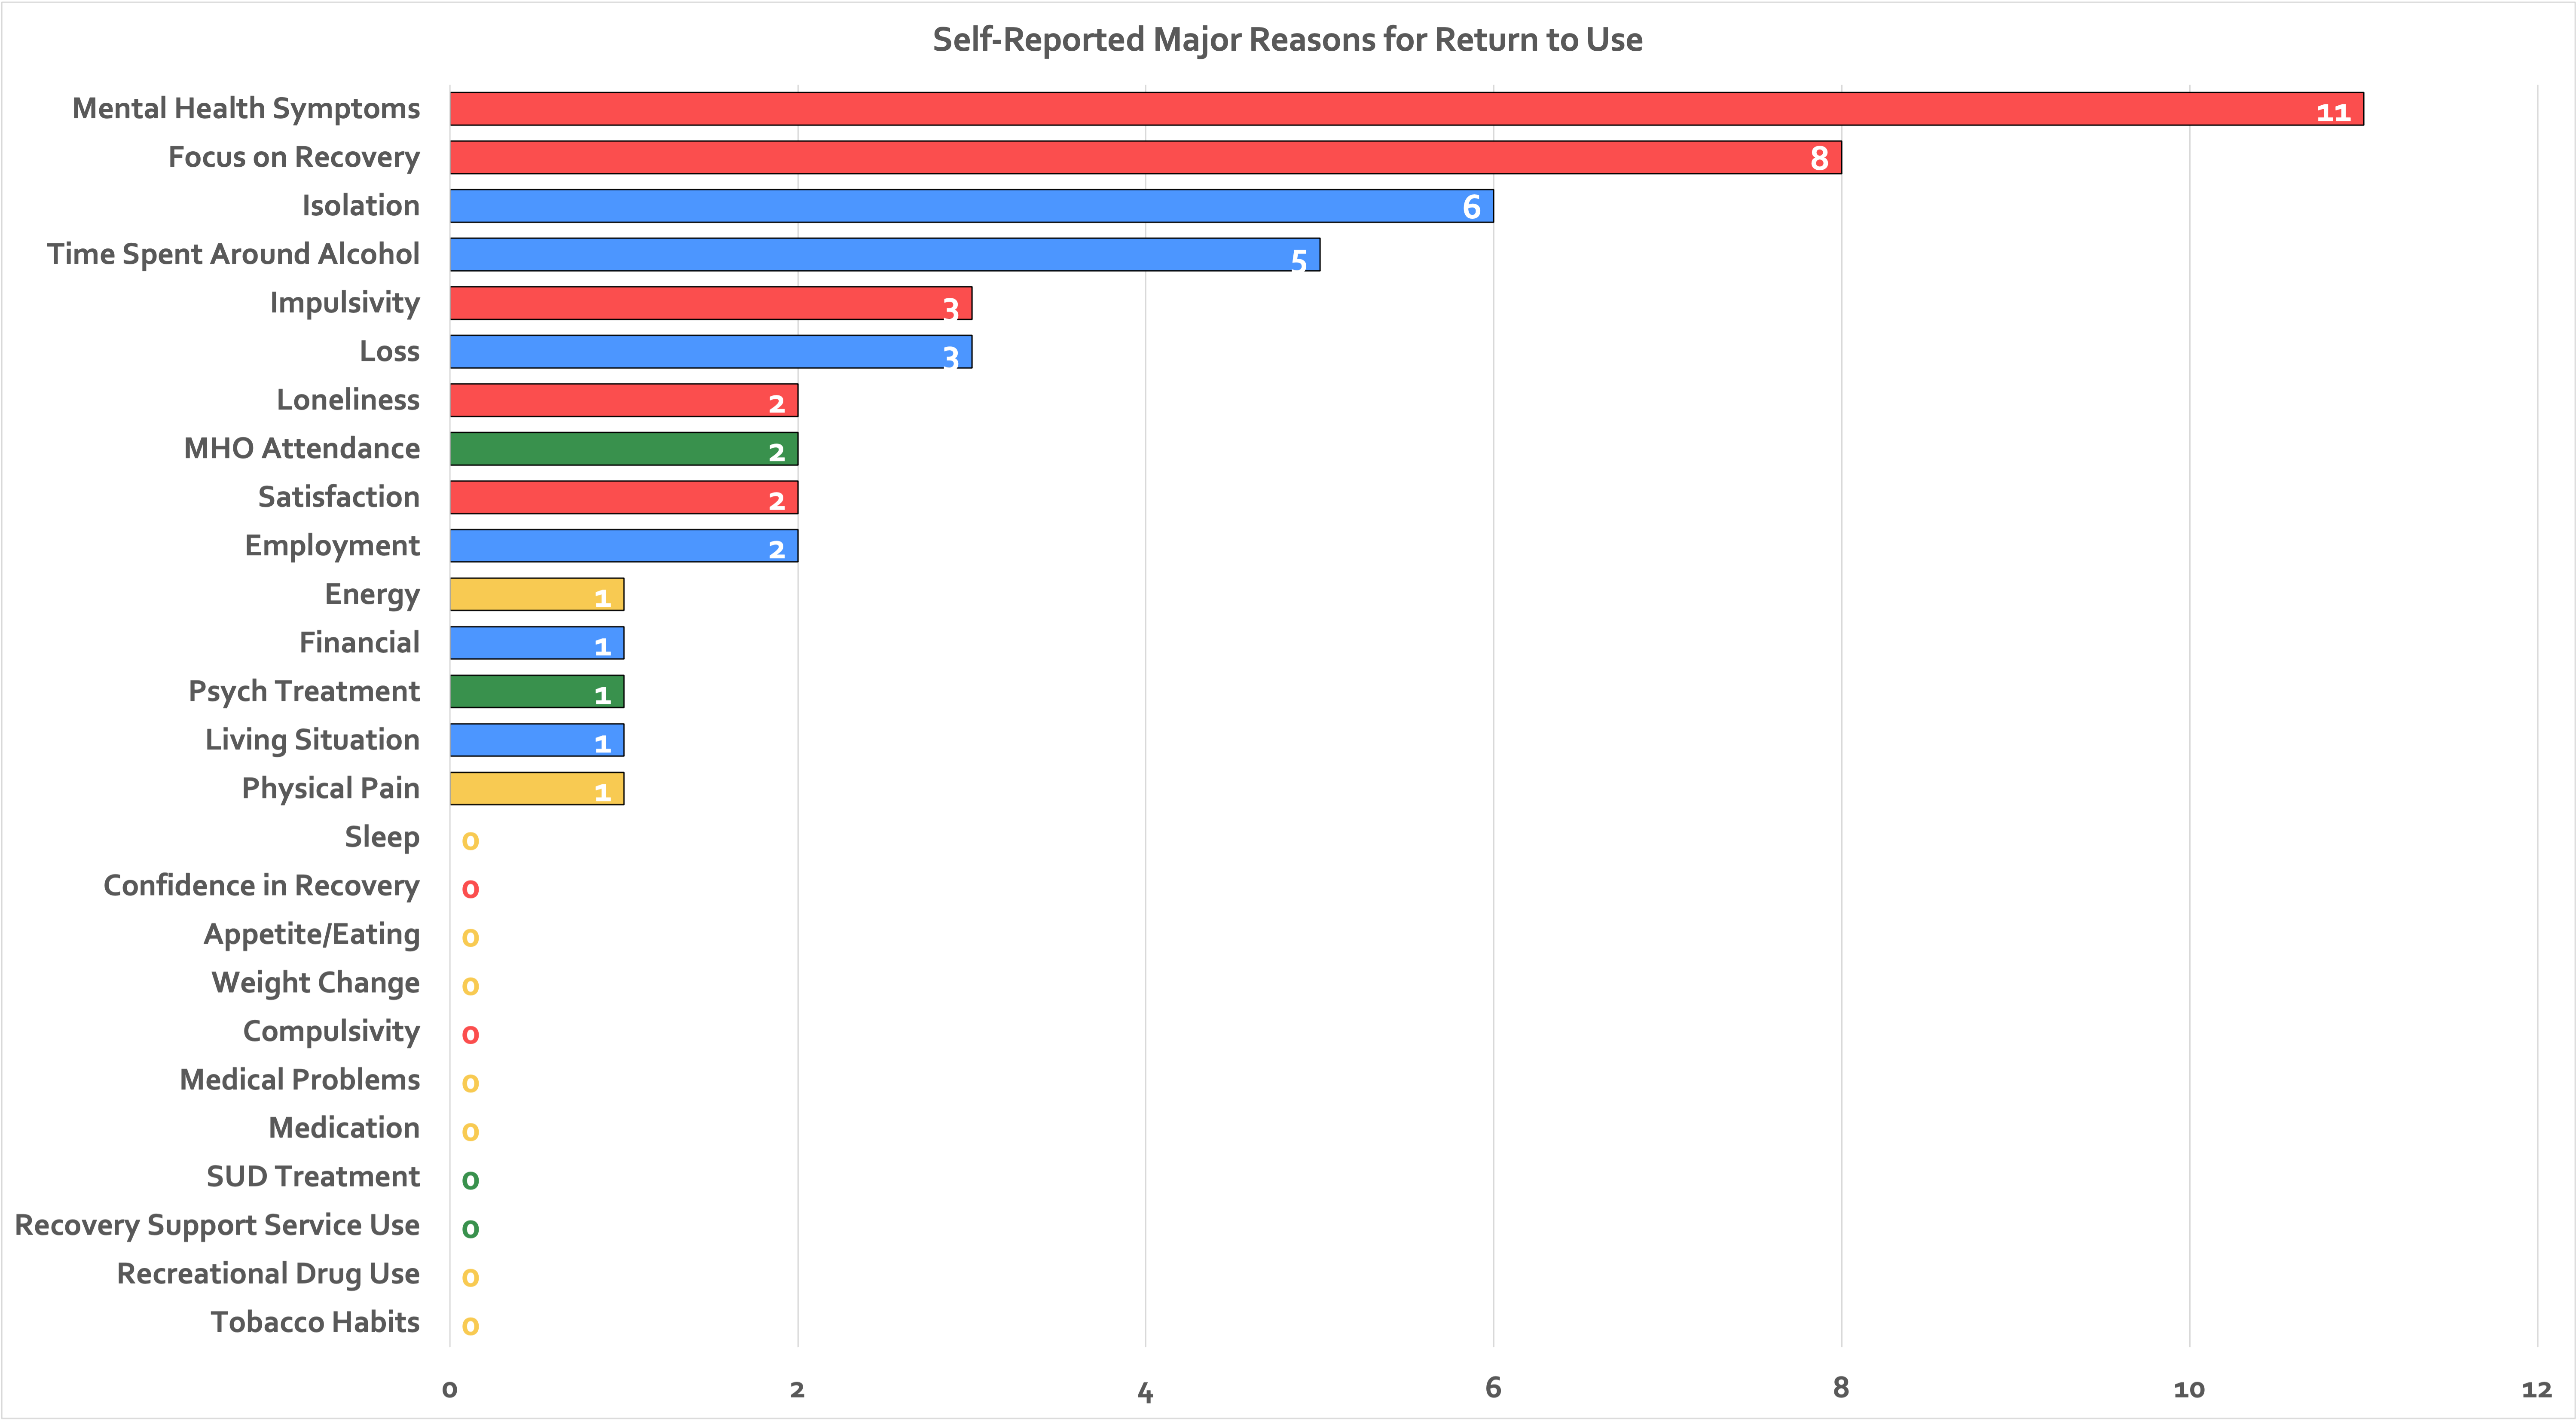 Self-Reported Major Reasons for Return to Use
Mental Health Symptoms 11
Focus on Recovery 8
Isolation 6
Time Spent Around Alcohol 5
Impulsivity 3
Loss 3
Loneliness 2
MHO Attendance 2
Satisfaction 2
Employment 2
Energy 1
Financial 1
Psych Treatment 1
Living Situation 1
Physical Pain 1
Sleep 0
Confidence in Recovery 0
Appetite/Eating 0
Weight Change 0
Compulsivity 0
Medical Problems 0
Medication 0
SUD Treatment 0
Recovery Support Service Use 0
Recreational Drug Use 0
Tobacco Habits 0
0 2 4 6 8 10 12